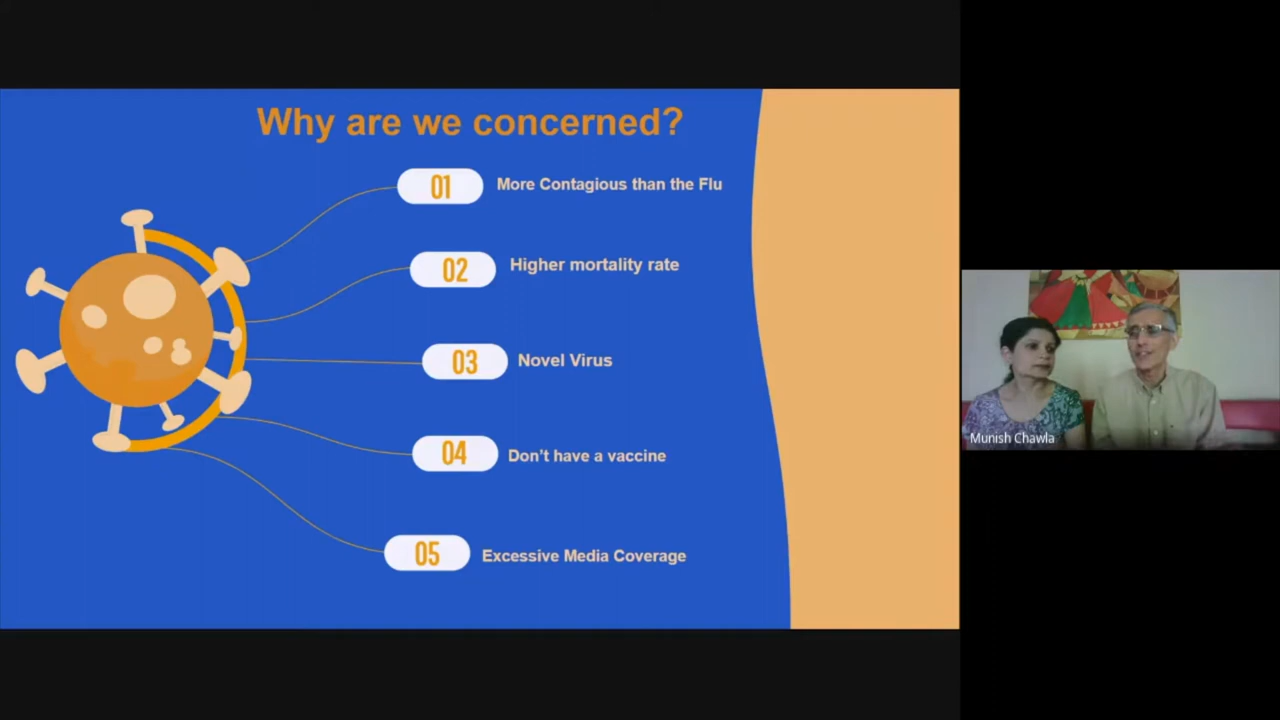 Why are we concerned?
01 More Contagious than the Flu
02 Higher mortality rate
03 Novel Virus
04 Don't have a vaccine
05 Excessive Media Coverage
Munish Chawla